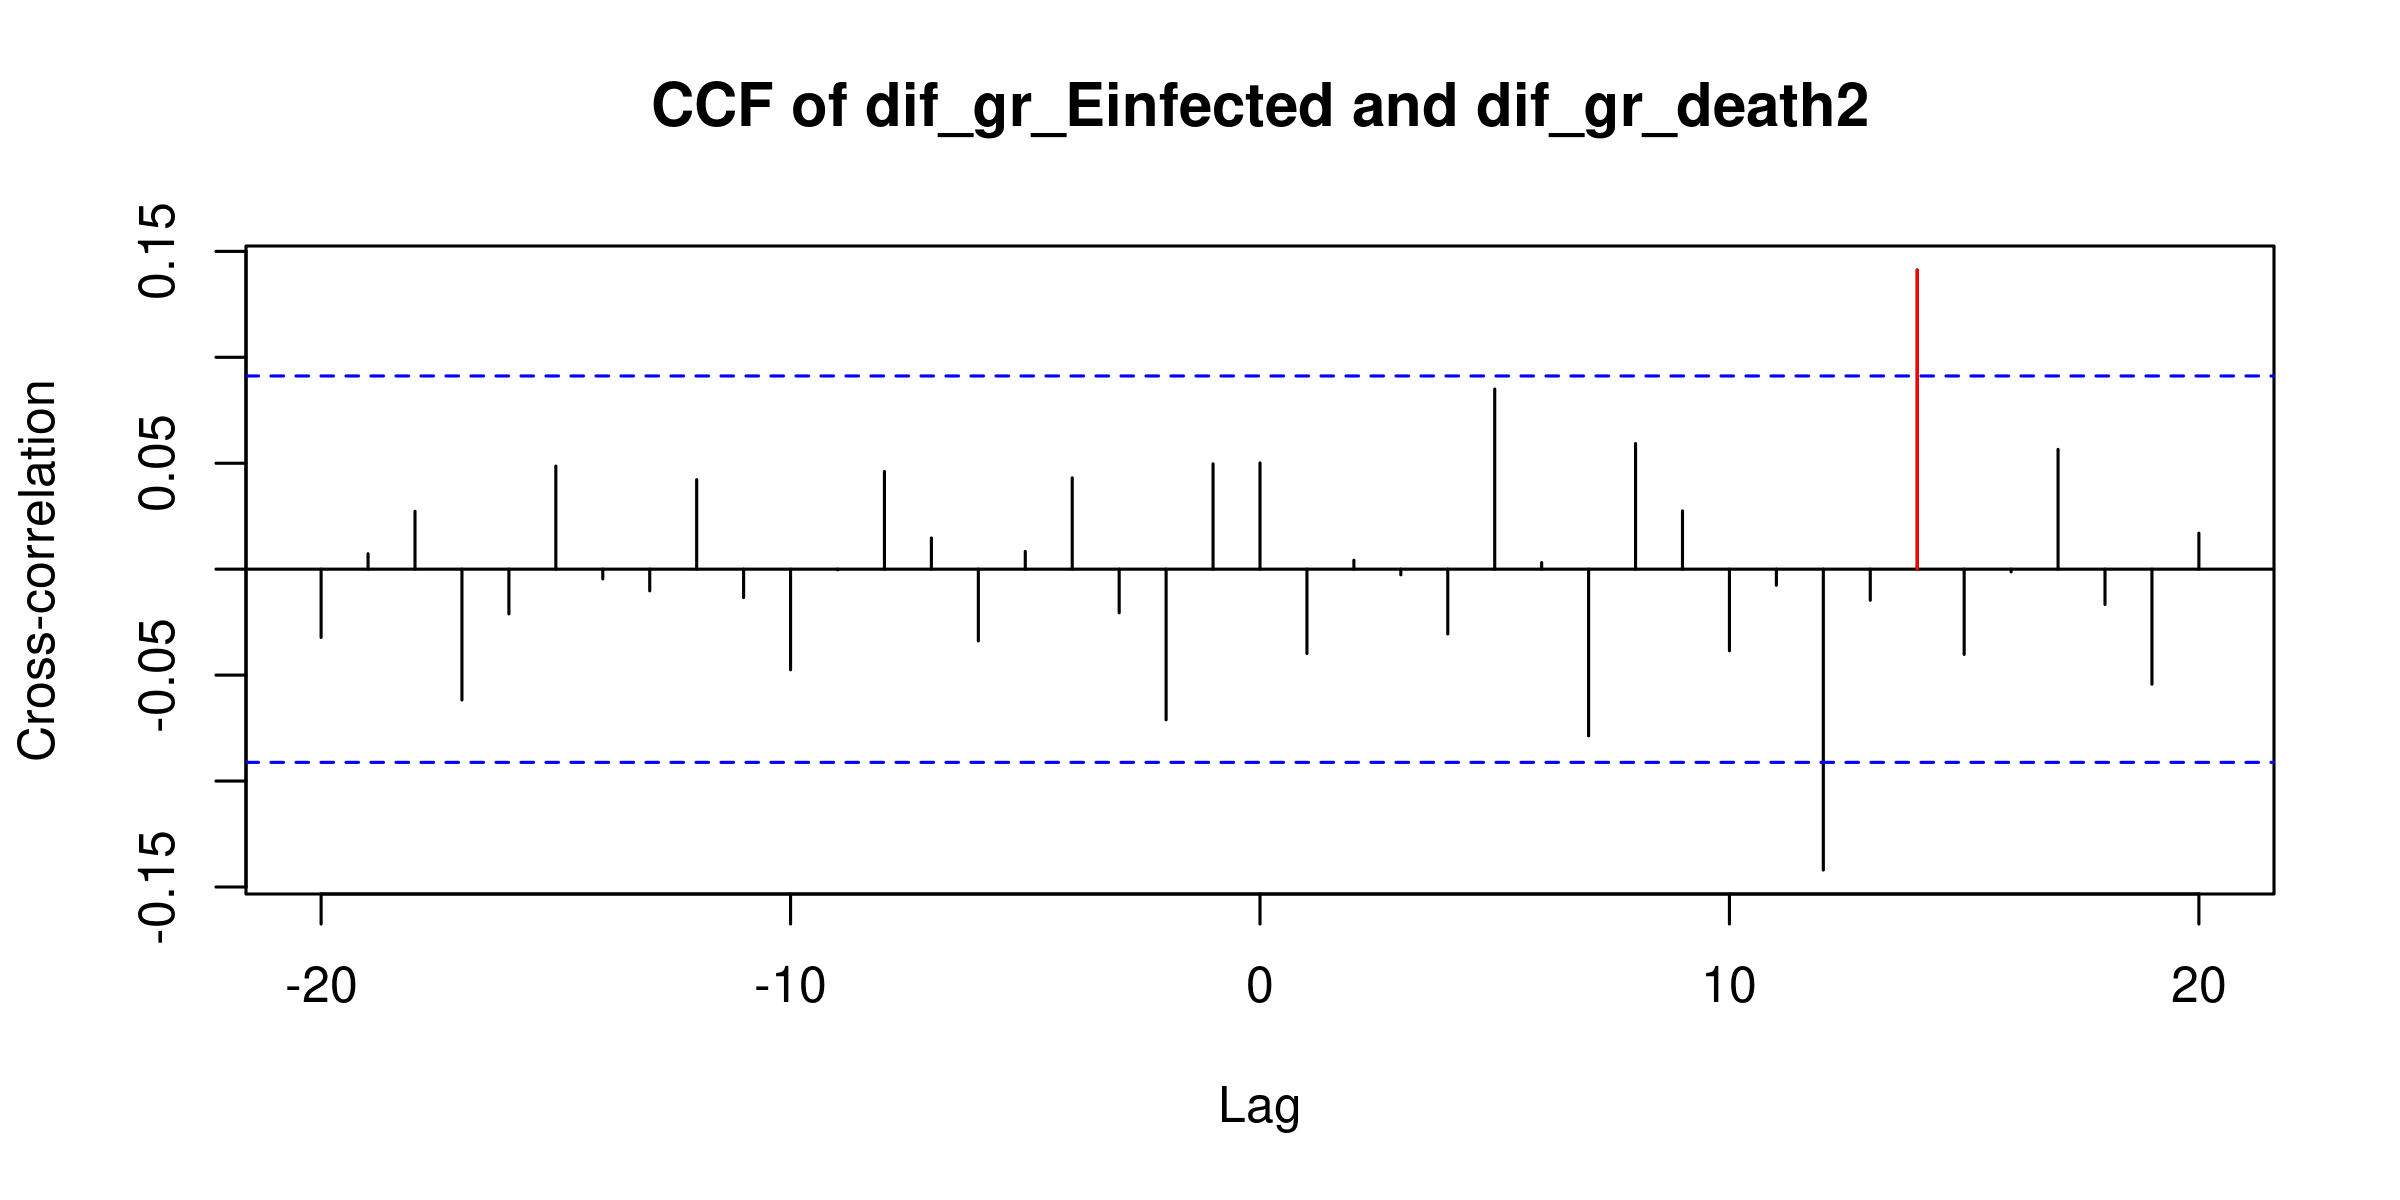 CCF of dif_gr_Einfected and dif_gr_death2
Cross-correlation
0.15
0.05
-0.05
-0.15
-20 -10 0 10 20
Lag